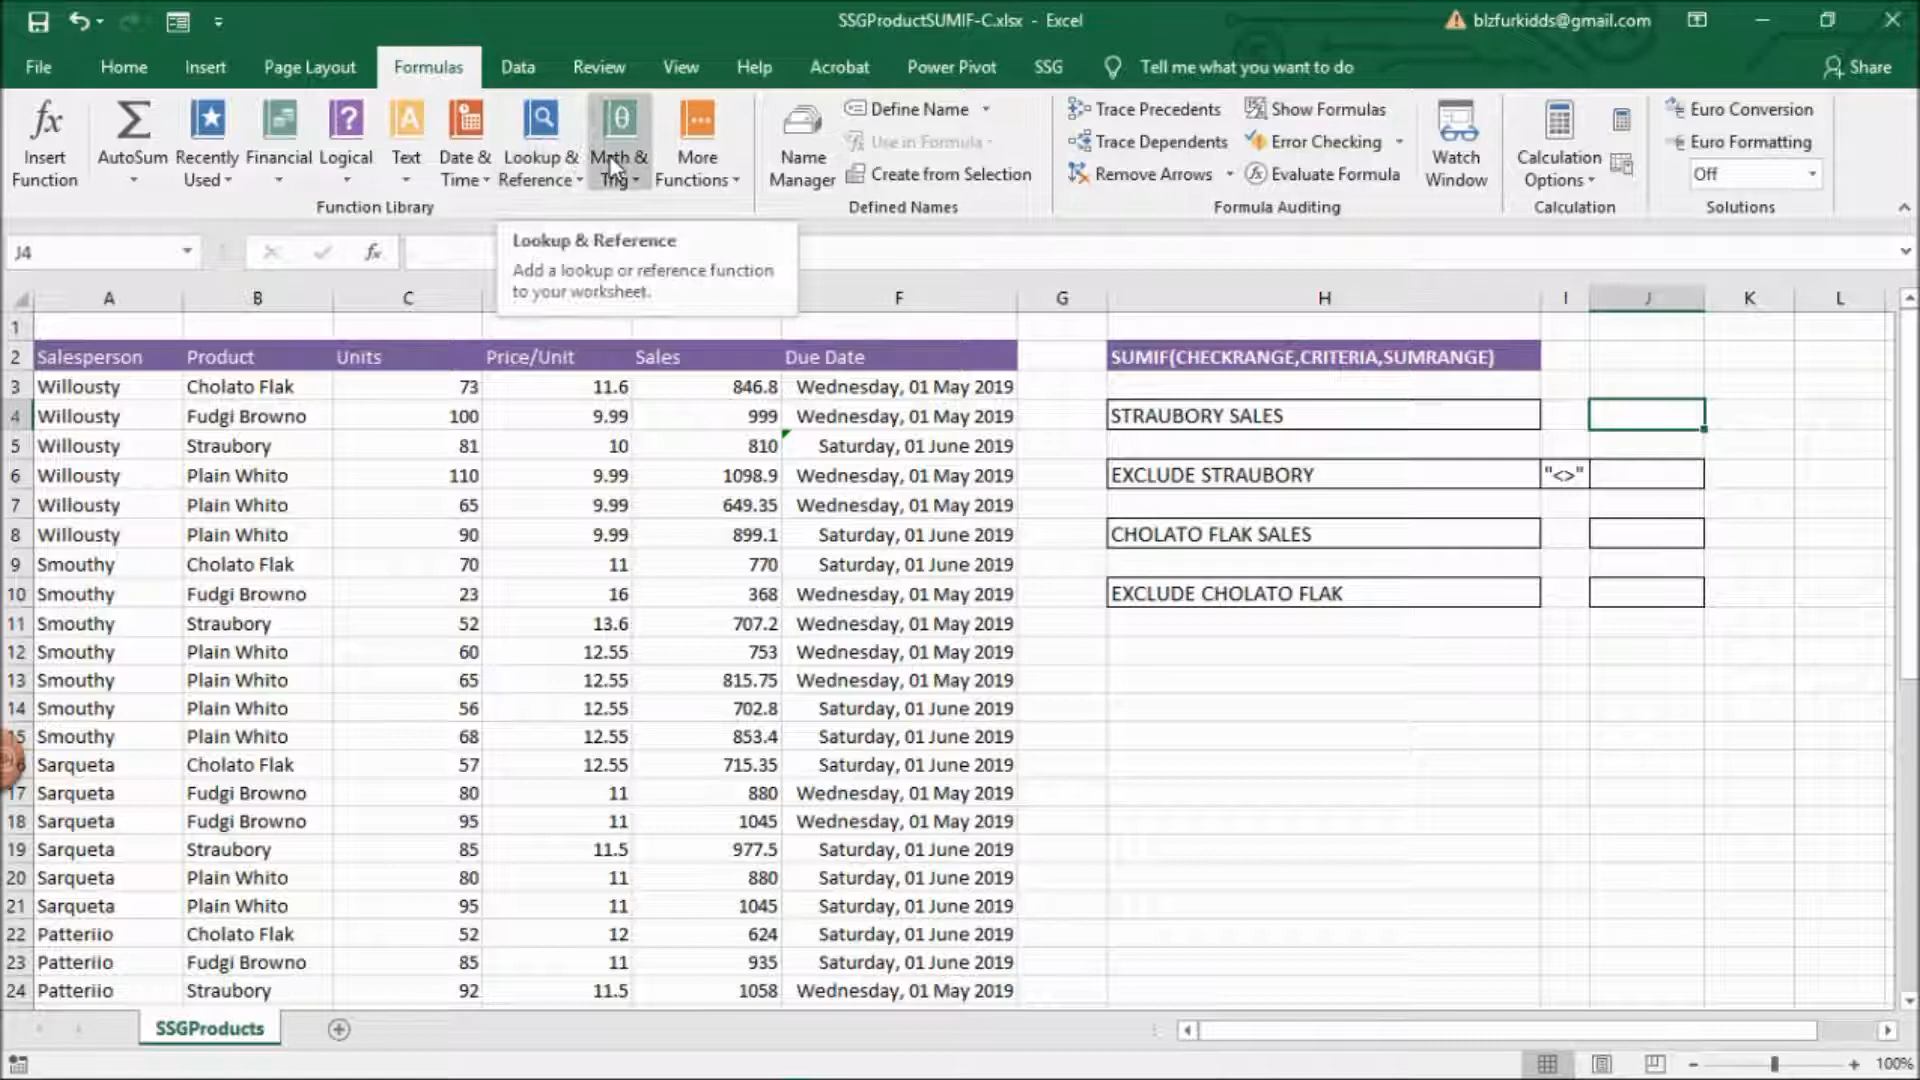 SSGProductSUMIF-C.xlsx - Excel
blzfurkidds@gmail.com
File Home Insert Page Layout Formulas Data Review View Help Acrobat Power Pivot SSG Tell me what you want to do Share
Insert Function
AutoSum
Recently Used
Financial
Logical
Text
Date & Time
Lookup & Reference
Math & Trig
More Functions
Function Library
Name Manager
Define Name
Use in Formula
Create from Selection
Defined Names
Trace Precedents
Trace Dependents
Remove Arrows
Show Formulas
Error Checking
Evaluate Formula
Formula Auditing
Watch Window
Calculation Options
Calculation
Euro Conversion
Euro Formatting
Off
Solutions
J4
fx
Lookup & Reference
Add a lookup or reference function
to your worksheet.
A B C F G H I J K L
1
2 Salesperson Product Units Price/Unit Sales Due Date SUMIF(CHECKRANGE,CRITERIA,SUMRANGE)
3 Willousty Cholato Flak 73 11.6 846.8 Wednesday, 01 May 2019
4 Willousty Fudgi Browno 100 9.99 999 Wednesday, 01 May 2019 STRAUBORY SALES
5 Willousty Straubory 81 10 810 Saturday, 01 June 2019
6 Willousty Plain Whito 110 9.99 1098.9 Wednesday, 01 May 2019 EXCLUDE STRAUBORY "<>"
7 Willousty Plain Whito 65 9.99 649.35 Wednesday, 01 May 2019
8 Willousty Plain Whito 90 9.99 899.1 Saturday, 01 June 2019 CHOLATO FLAK SALES
9 Smouthy Cholato Flak 70 11 770 Saturday, 01 June 2019
10 Smouthy Fudgi Browno 23 16 368 Wednesday, 01 May 2019 EXCLUDE CHOLATO FLAK
11 Smouthy Straubory 52 13.6 707.2 Wednesday, 01 May 2019
12 Smouthy Plain Whito 60 12.55 753 Wednesday, 01 May 2019
13 Smouthy Plain Whito 65 12.55 815.75 Wednesday, 01 May 2019
14 Smouthy Plain Whito 56 12.55 702.8 Saturday, 01 June 2019
15 Smouthy Plain Whito 68 12.55 853.4 Saturday, 01 June 2019
6 Sarqueta Cholato Flak 57 12.55 715.35 Saturday, 01 June 2019
17 Sarqueta Fudgi Browno 80 11 880 Wednesday, 01 May 2019
18 Sarqueta Fudgi Browno 95 11 1045 Wednesday, 01 May 2019
19 Sarqueta Straubory 85 11.5 977.5 Saturday, 01 June 2019
20 Sarqueta Plain Whito 80 11 880 Saturday, 01 June 2019
21 Sarqueta Plain Whito 95 11 1045 Saturday, 01 June 2019
22 Patteriio Cholato Flak 52 12 624 Saturday, 01 June 2019
23 Patteriio Fudgi Browno 85 11 935 Saturday, 01 June 2019
24 Patteriio Straubory 92 11.5 1058 Wednesday, 01 May 2019
SSGProducts
100%